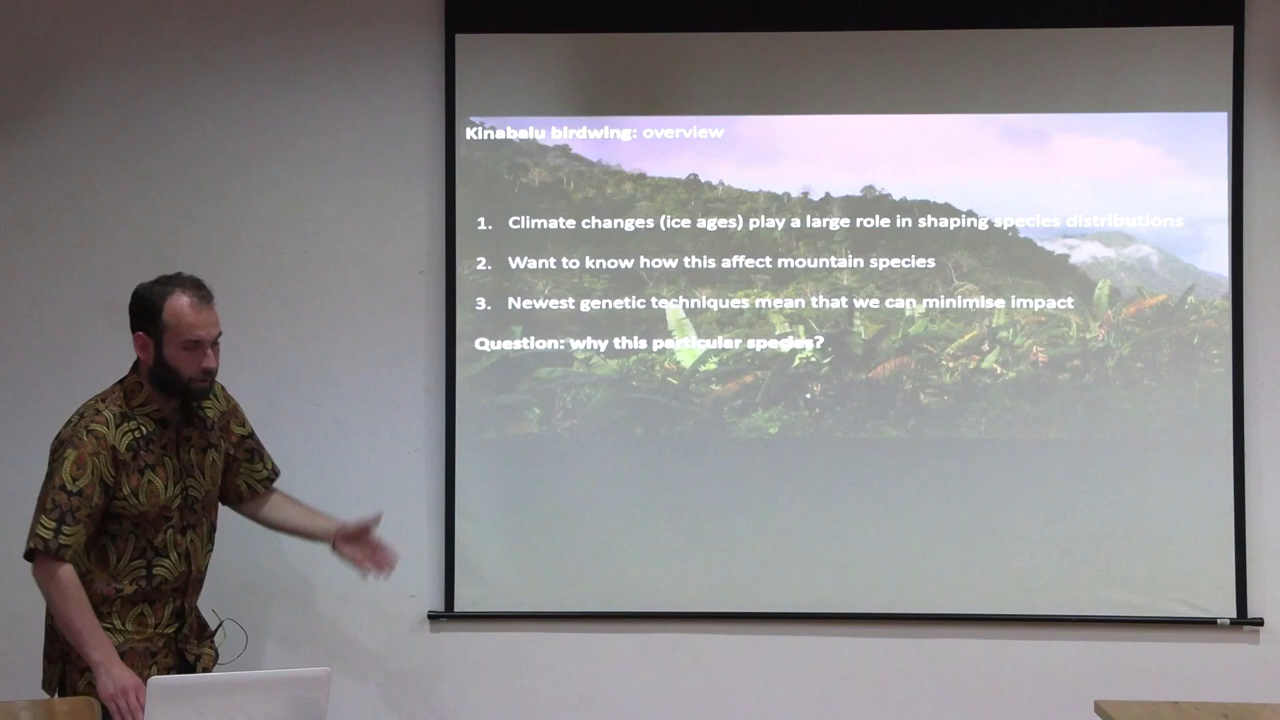 Kinabalu birdwing: overview
1. Climate changes (ice ages) play a large role in shaping species distributions
2. Want to know how this affect mountain species
3. Newest genetic techniques mean that we can minimise impact
Question: why this particular species?